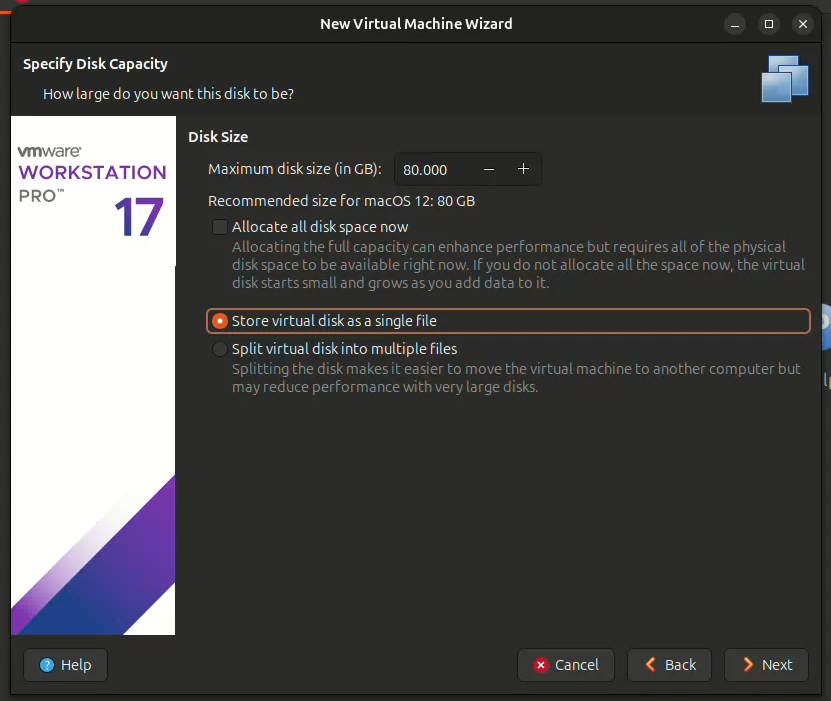 New Virtual Machine Wizard
Specify Disk Capacity
How large do you want this disk to be?
vmware®
WORKSTATION
PRO™
17
Disk Size
Maximum disk size (in GB): 80.000 − +
Recommended size for macOS 12: 80 GB
Allocate all disk space now
Allocating the full capacity can enhance performance but requires all of the physical
disk space to be available right now. If you do not allocate all the space now, the virtual
disk starts small and grows as you add data to it.
Store virtual disk as a single file
Split virtual disk into multiple files
Splitting the disk makes it easier to move the virtual machine to another computer but
may reduce performance with very large disks.
Help Cancel Back Next